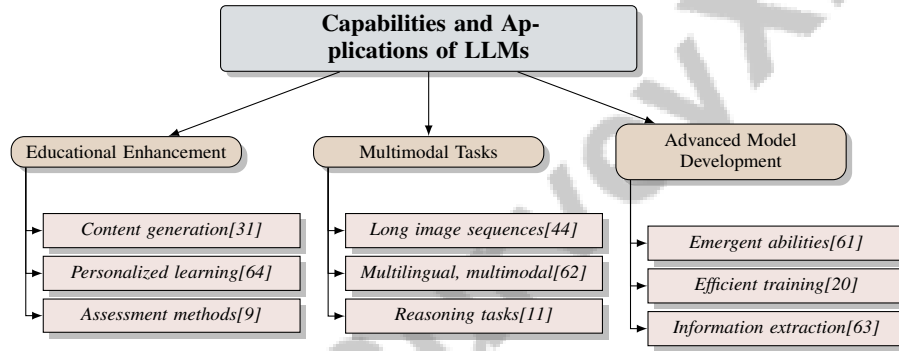 Capabilities and Ap-
plications of LLMs
Educational Enhancement
Content generation[31]
Personalized learning[64]
Assessment methods[9]
Multimodal Tasks
Long image sequences[44]
Multilingual, multimodal[62]
Reasoning tasks[11]
Advanced Model
Development
Emergent abilities[61]
Efficient training[20]
Information extraction[63]